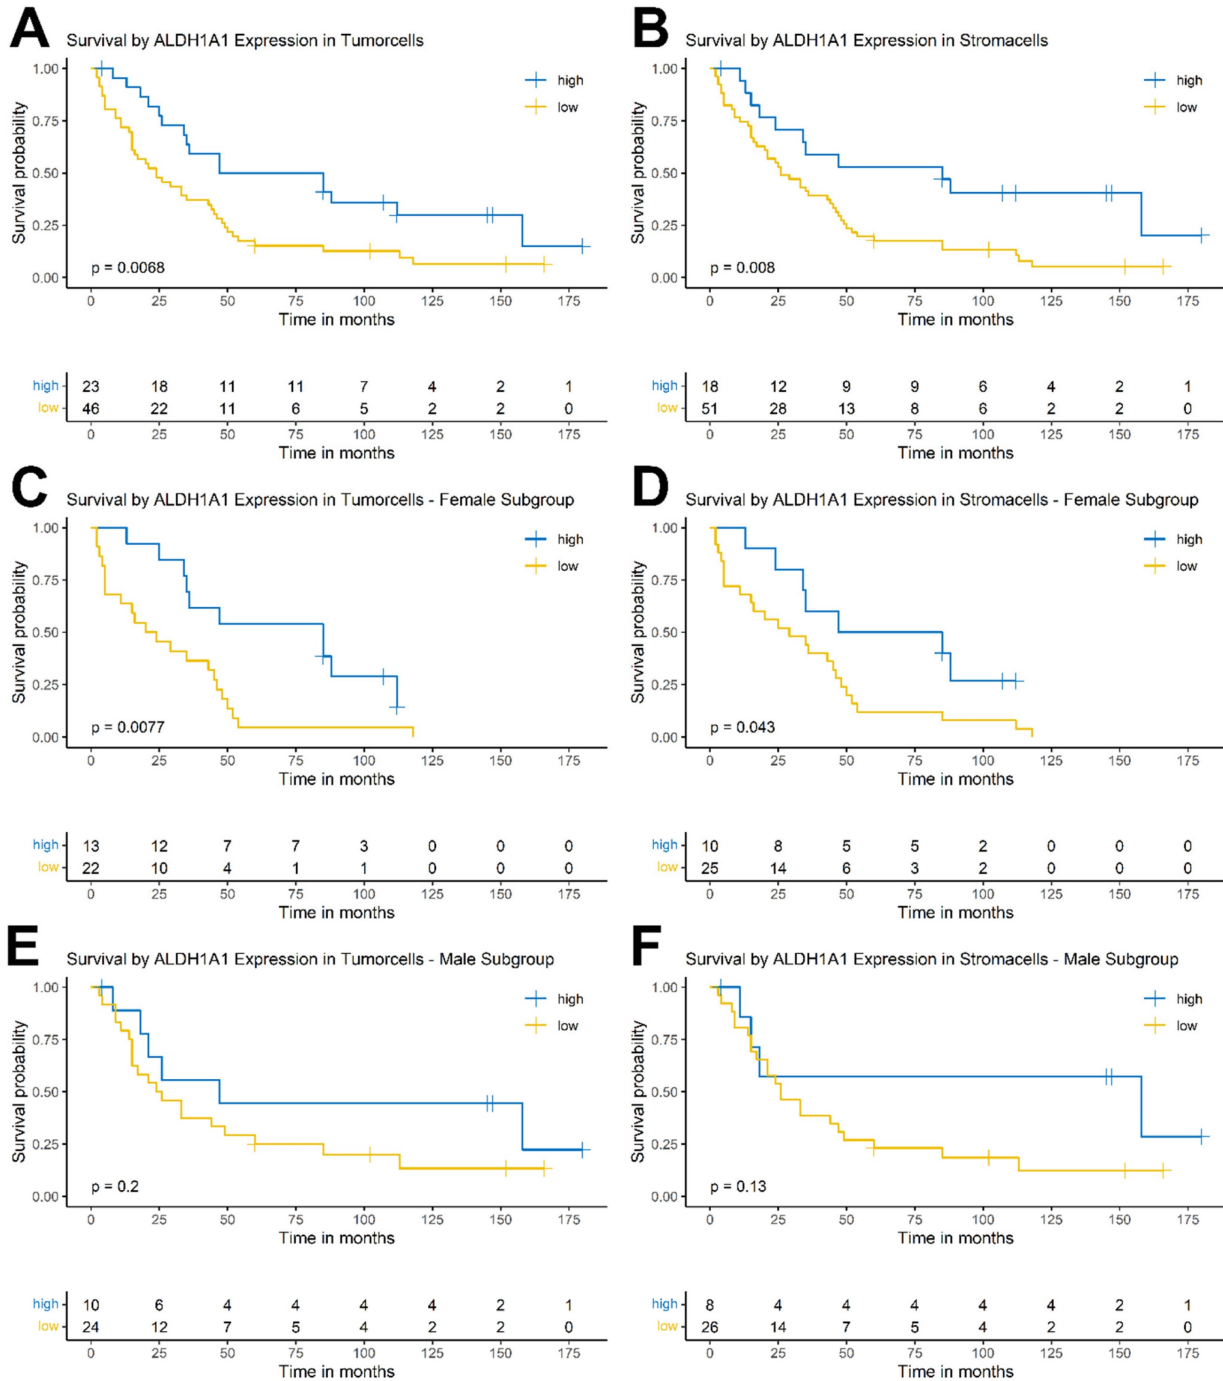 A Survival by ALDH1A1 Expression in Tumorcells
Survival probability
1.00
0.75
0.50
0.25
0.00
high
low
p = 0.0068
0 25 50 75 100 125 150 175
Time in months
high 23 18 11 11 7 4 2 1
low 46 22 11 6 5 2 2 0
0 25 50 75 100 125 150 175
Time in months
B Survival by ALDH1A1 Expression in Stromacells
Survival probability
1.00
0.75
0.50
0.25
0.00
high
low
p = 0.008
0 25 50 75 100 125 150 175
Time in months
high 18 12 9 9 6 4 2 1
low 51 28 13 8 6 2 2 0
0 25 50 75 100 125 150 175
Time in months
C Survival by ALDH1A1 Expression in Tumorcells - Female Subgroup
Survival probability
1.00
0.75
0.50
0.25
0.00
high
low
p = 0.0077
0 25 50 75 100 125 150 175
Time in months
high 13 12 7 7 3 0 0 0
low 22 10 4 1 1 0 0 0
0 25 50 75 100 125 150 175
Time in months
D Survival by ALDH1A1 Expression in Stromacells - Female Subgroup
Survival probability
1.00
0.75
0.50
0.25
0.00
high
low
p = 0.043
0 25 50 75 100 125 150 175
Time in months
high 10 8 5 5 2 0 0 0
low 25 14 6 3 2 0 0 0
0 25 50 75 100 125 150 175
Time in months
E Survival by ALDH1A1 Expression in Tumorcells - Male Subgroup
Survival probability
1.00
0.75
0.50
0.25
0.00
high
low
p = 0.2
0 25 50 75 100 125 150 175
Time in months
high 10 6 4 4 4 4 2 1
low 24 12 7 5 4 2 2 0
0 25 50 75 100 125 150 175
Time in months
F Survival by ALDH1A1 Expression in Stromacells - Male Subgroup
Survival probability
1.00
0.75
0.50
0.25
0.00
high
low
p = 0.13
0 25 50 75 100 125 150 175
Time in months
high 8 4 4 4 4 4 2 1
low 26 14 7 5 4 2 2 0
0 25 50 75 100 125 150 175
Time in months